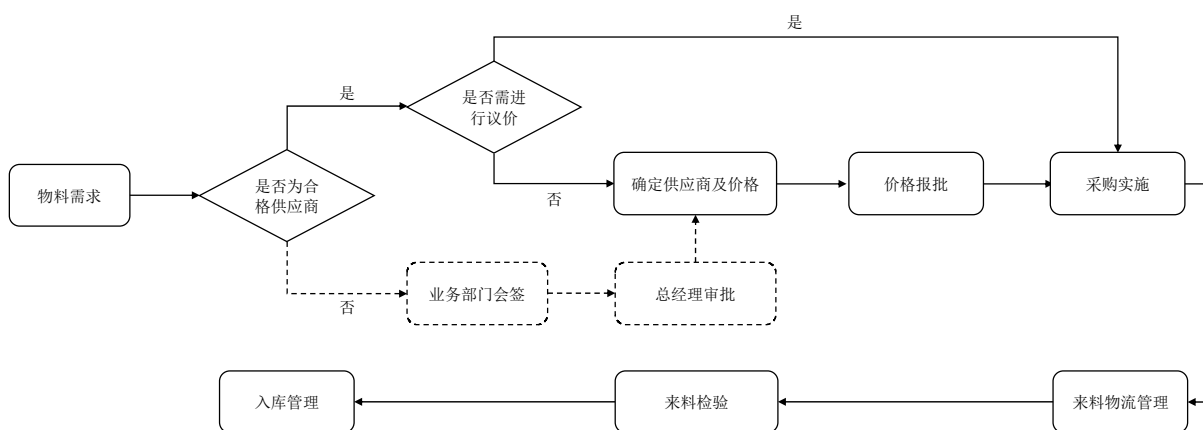 是
是否需进
行议价
是
物料需求
是否为合
格供应商
否
确定供应商及价格
价格报批
采购实施
否
业务部门会签
总经理审批
入库管理
来料检验
来料物流管理